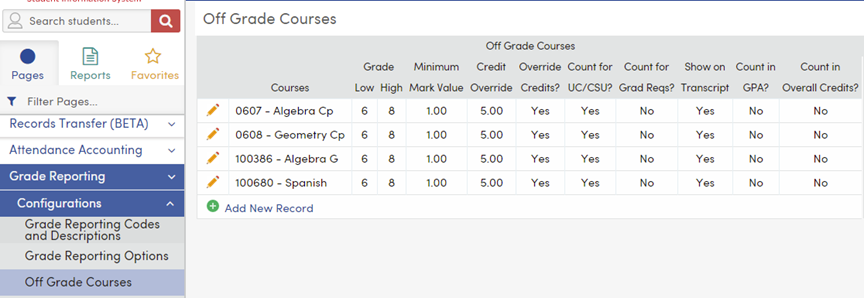 Student Information System
Search students...
Pages
Reports
Favorites
Filter Pages...
Records Transfer (BETA)
Attendance Accounting
Grade Reporting
Configurations
Grade Reporting Codes
and Descriptions
Grade Reporting Options
Off Grade Courses
Off Grade Courses
Off Grade Courses
Grade Minimum Credit Override Count for Count for Show on Count in Count in
Courses Low High Mark Value Override Credits? UC/CSU? Grad Reqs? Transcript GPA? Overall Credits?
0607 - Algebra Cp 6 8 1.00 5.00 Yes Yes No Yes No No
0608 - Geometry Cp 6 8 1.00 5.00 Yes Yes No Yes No No
100386 - Algebra G 6 8 1.00 5.00 Yes Yes No Yes No No
100680 - Spanish 6 8 1.00 5.00 Yes Yes No Yes No No
Add New Record